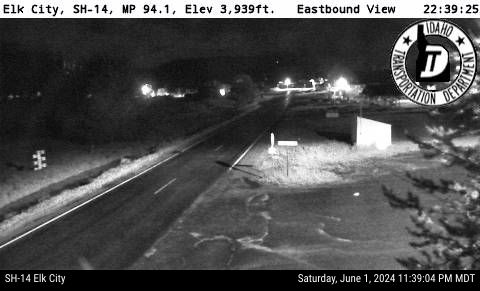 Elk City, SH-14, MP 94.1, Elev 3,939ft. Eastbound View 22:39:25
IDAHO
TRANSPORTATION DEPARTMENT
SH-14 Elk City Saturday, June 1, 2024 11:39:04 PM MDT